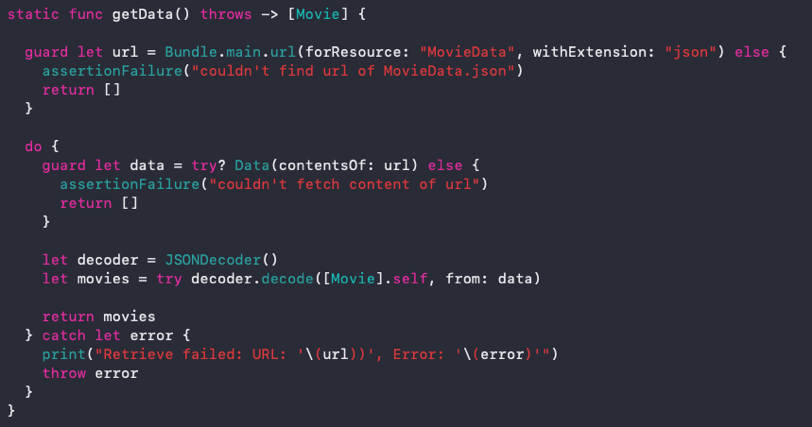 static func getData() throws -> [Movie] {
guard let url = Bundle.main.url(forResource: "MovieData", withExtension: "json") else {
assertionFailure("couldn't find url of MovieData.json")
return []
}
do {
guard let data = try? Data(contentsOf: url) else {
assertionFailure("couldn't fetch content of url")
return []
}
let decoder = JSONDecoder()
let movies = try decoder.decode([Movie].self, from: data)
return movies
} catch let error {
print("Retrieve failed: URL: '\(url))', Error: '\(error)'")
throw error
}
}